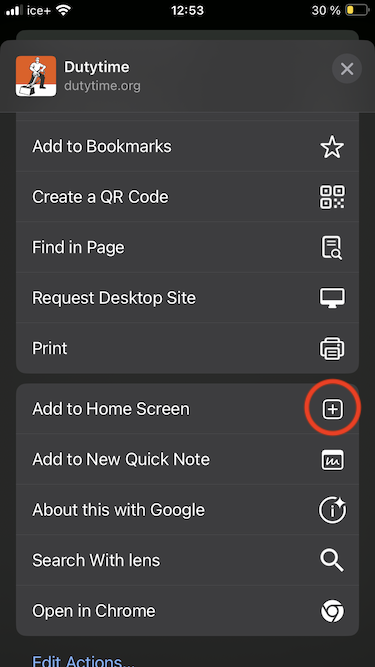 ice+ 12:53 30 %
Dutytime
dutytime.org
Add to Bookmarks
Create a QR Code
Find in Page
Request Desktop Site
Print
Add to Home Screen
Add to New Quick Note
About this with Google
Search With lens
Open in Chrome
Edit Actions...